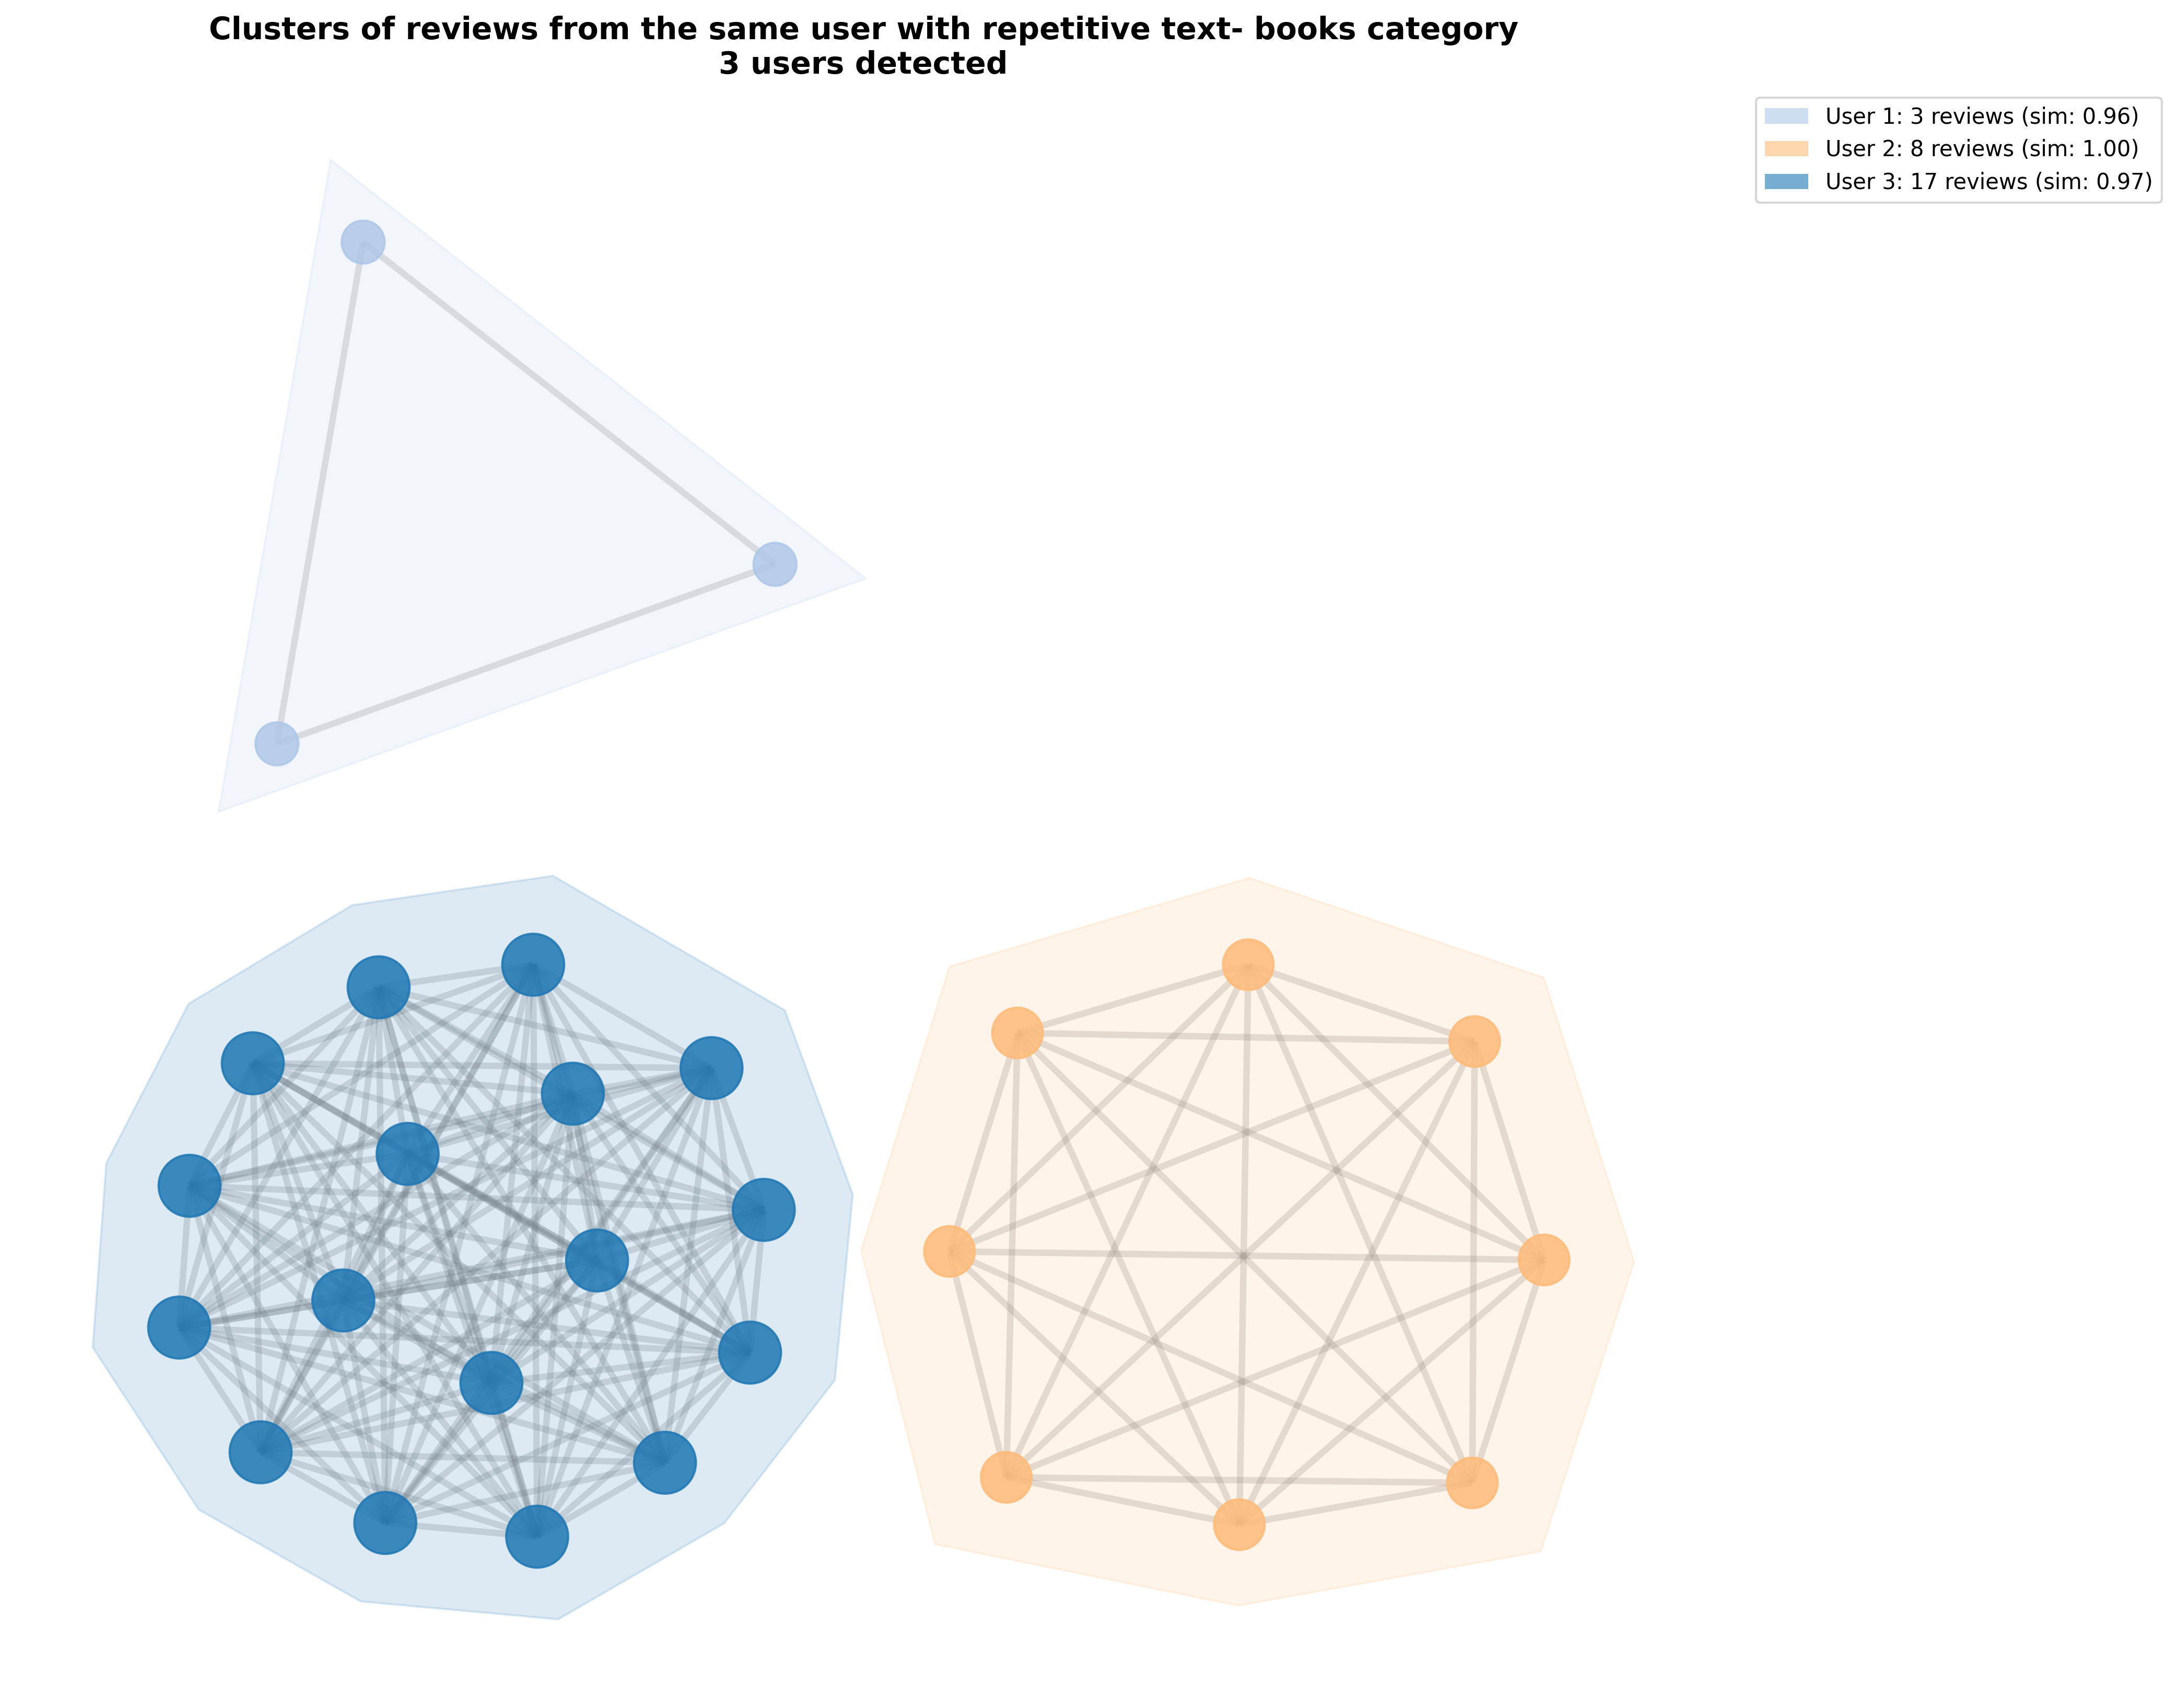 Clusters of reviews from the same user with repetitive text- books category
3 users detected
User 1: 3 reviews (sim: 0.96)
User 2: 8 reviews (sim: 1.00)
User 3: 17 reviews (sim: 0.97)